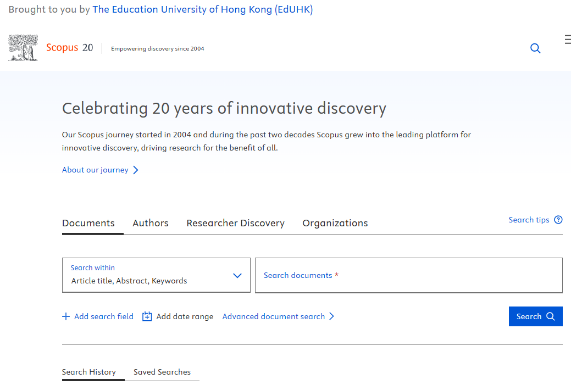 Brought to you by The Education University of Hong Kong (EdUHK)
Scopus 20 Empowering discovery since 2004
Celebrating 20 years of innovative discovery
Our Scopus journey started in 2004 and during the past two decades Scopus grew into the leading platform for
innovative discovery, driving research for the benefit of all.
About our journey
Documents Authors Researcher Discovery Organizations Search tips
Search within
Article title, Abstract, Keywords
Search documents *
Add search field Add date range Advanced document search Search
Search History Saved Searches